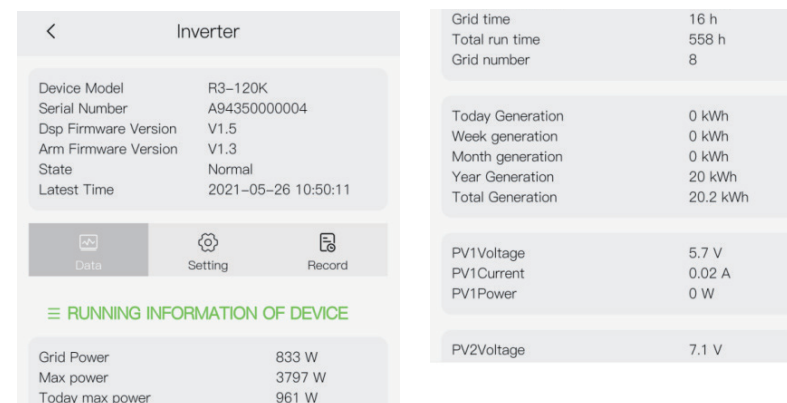 Inverter
Device Model R3-120K
Serial Number A94350000004
Dsp Firmware Version V1.5
Arm Firmware Version V1.3
State Normal
Latest Time 2021-05-26 10:50:11
Data Setting Record
RUNNING INFORMATION OF DEVICE
Grid Power 833 W
Max power 3797 W
Today max power 961 W
Grid time 16 h
Total run time 558 h
Grid number 8
Today Generation 0 kWh
Week generation 0 kWh
Month generation 0 kWh
Year Generation 20 kWh
Total Generation 20.2 kWh
PV1Voltage 5.7 V
PV1Current 0.02 A
PV1Power 0 W
PV2Voltage 7.1 V